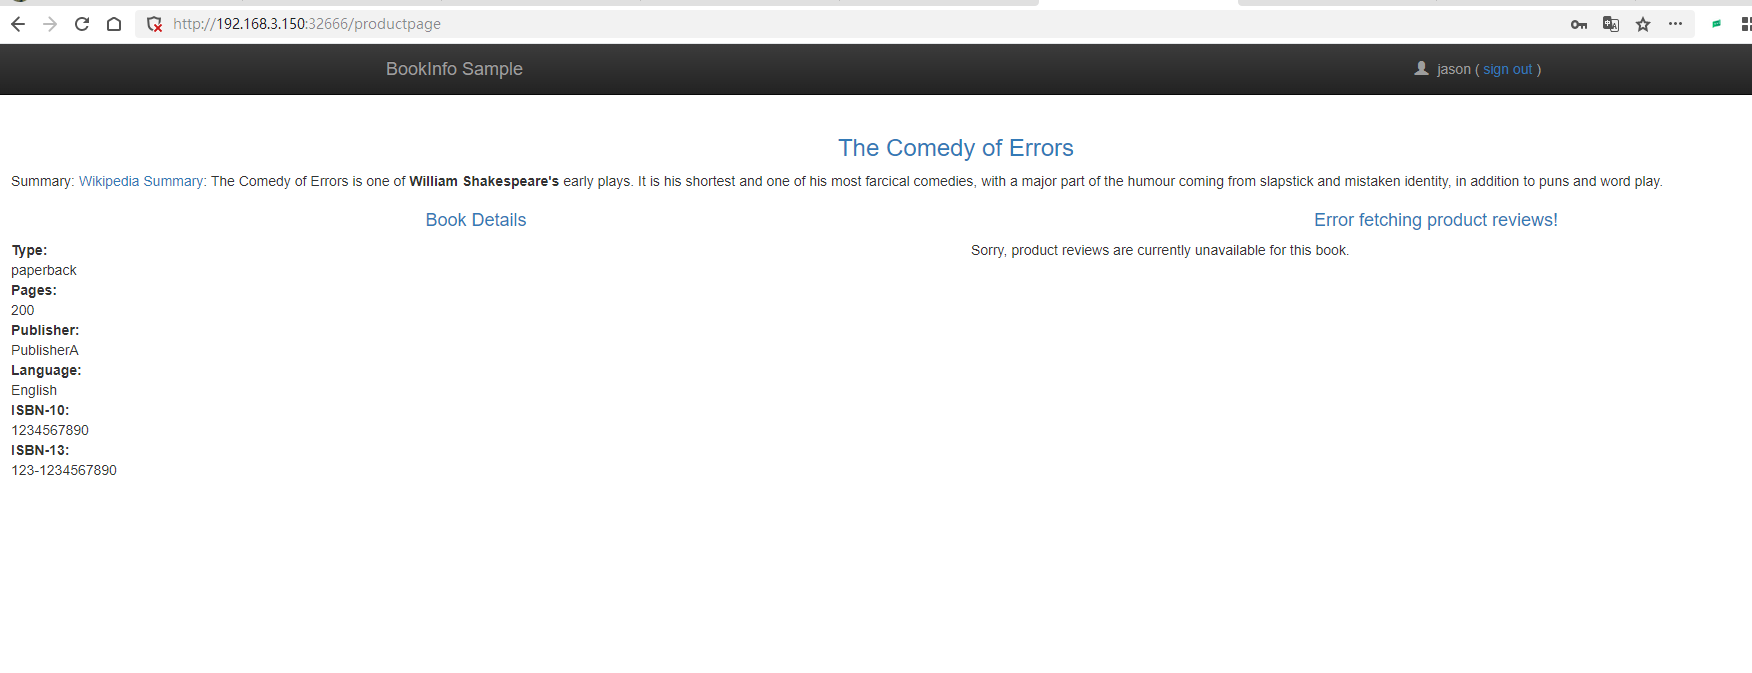 http://192.168.3.150:32666/productpage
BookInfo Sample
jason ( sign out )
The Comedy of Errors
Summary: Wikipedia Summary: The Comedy of Errors is one of William Shakespeare's early plays. It is his shortest and one of his most farcical comedies, with a major part of the humour coming from slapstick and mistaken identity, in addition to puns and word play.
Book Details
Type:
paperback
Pages:
200
Publisher:
PublisherA
Language:
English
ISBN-10:
1234567890
ISBN-13:
123-1234567890
Error fetching product reviews!
Sorry, product reviews are currently unavailable for this book.